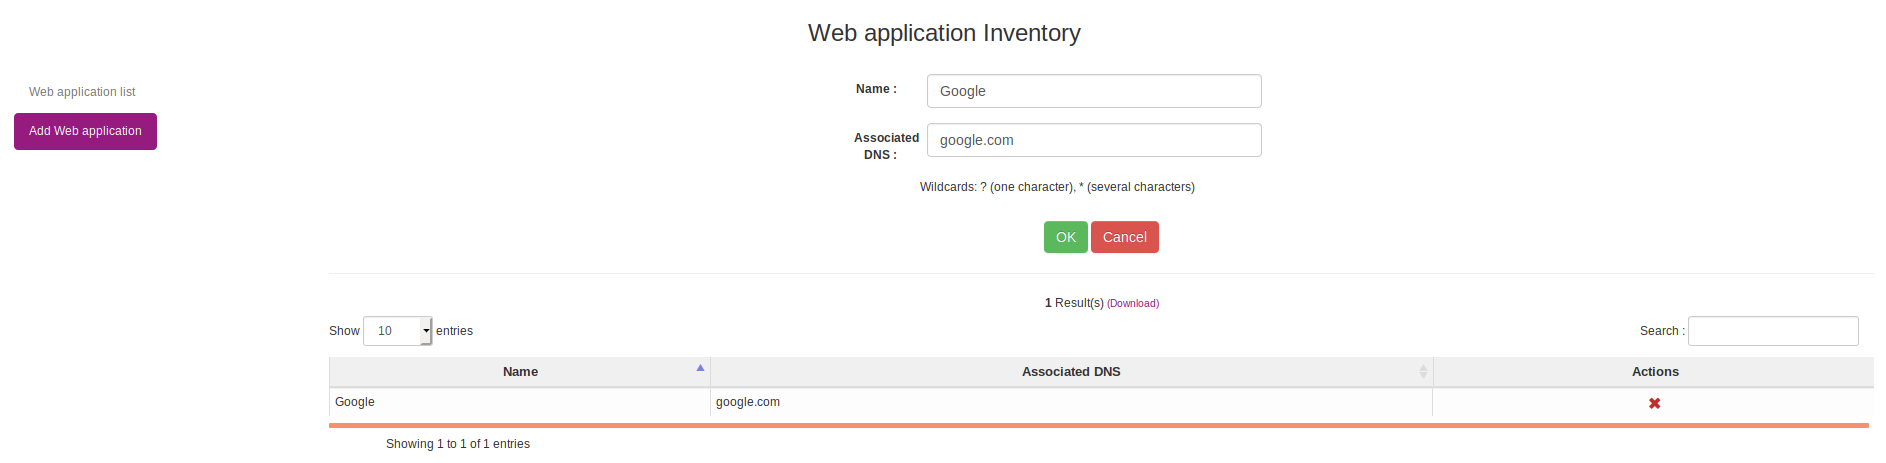 Web application Inventory
Web application list
Add Web application
Name : Google
Associated DNS : google.com
Wildcards: ? (one character), * (several characters)
OK Cancel
1 Result(s) (Download)
Show 10 entries Search :
Name Associated DNS Actions
Google google.com ✖
Showing 1 to 1 of 1 entries